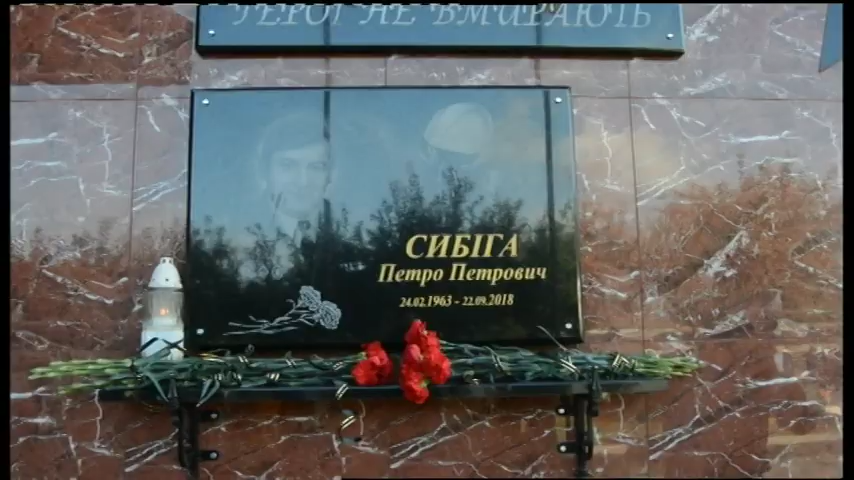 ГЕРОЇ НЕ ВМИРАЮТЬ
СИБІГА
Петро Петрович
24.02.1963 - 22.09.2018